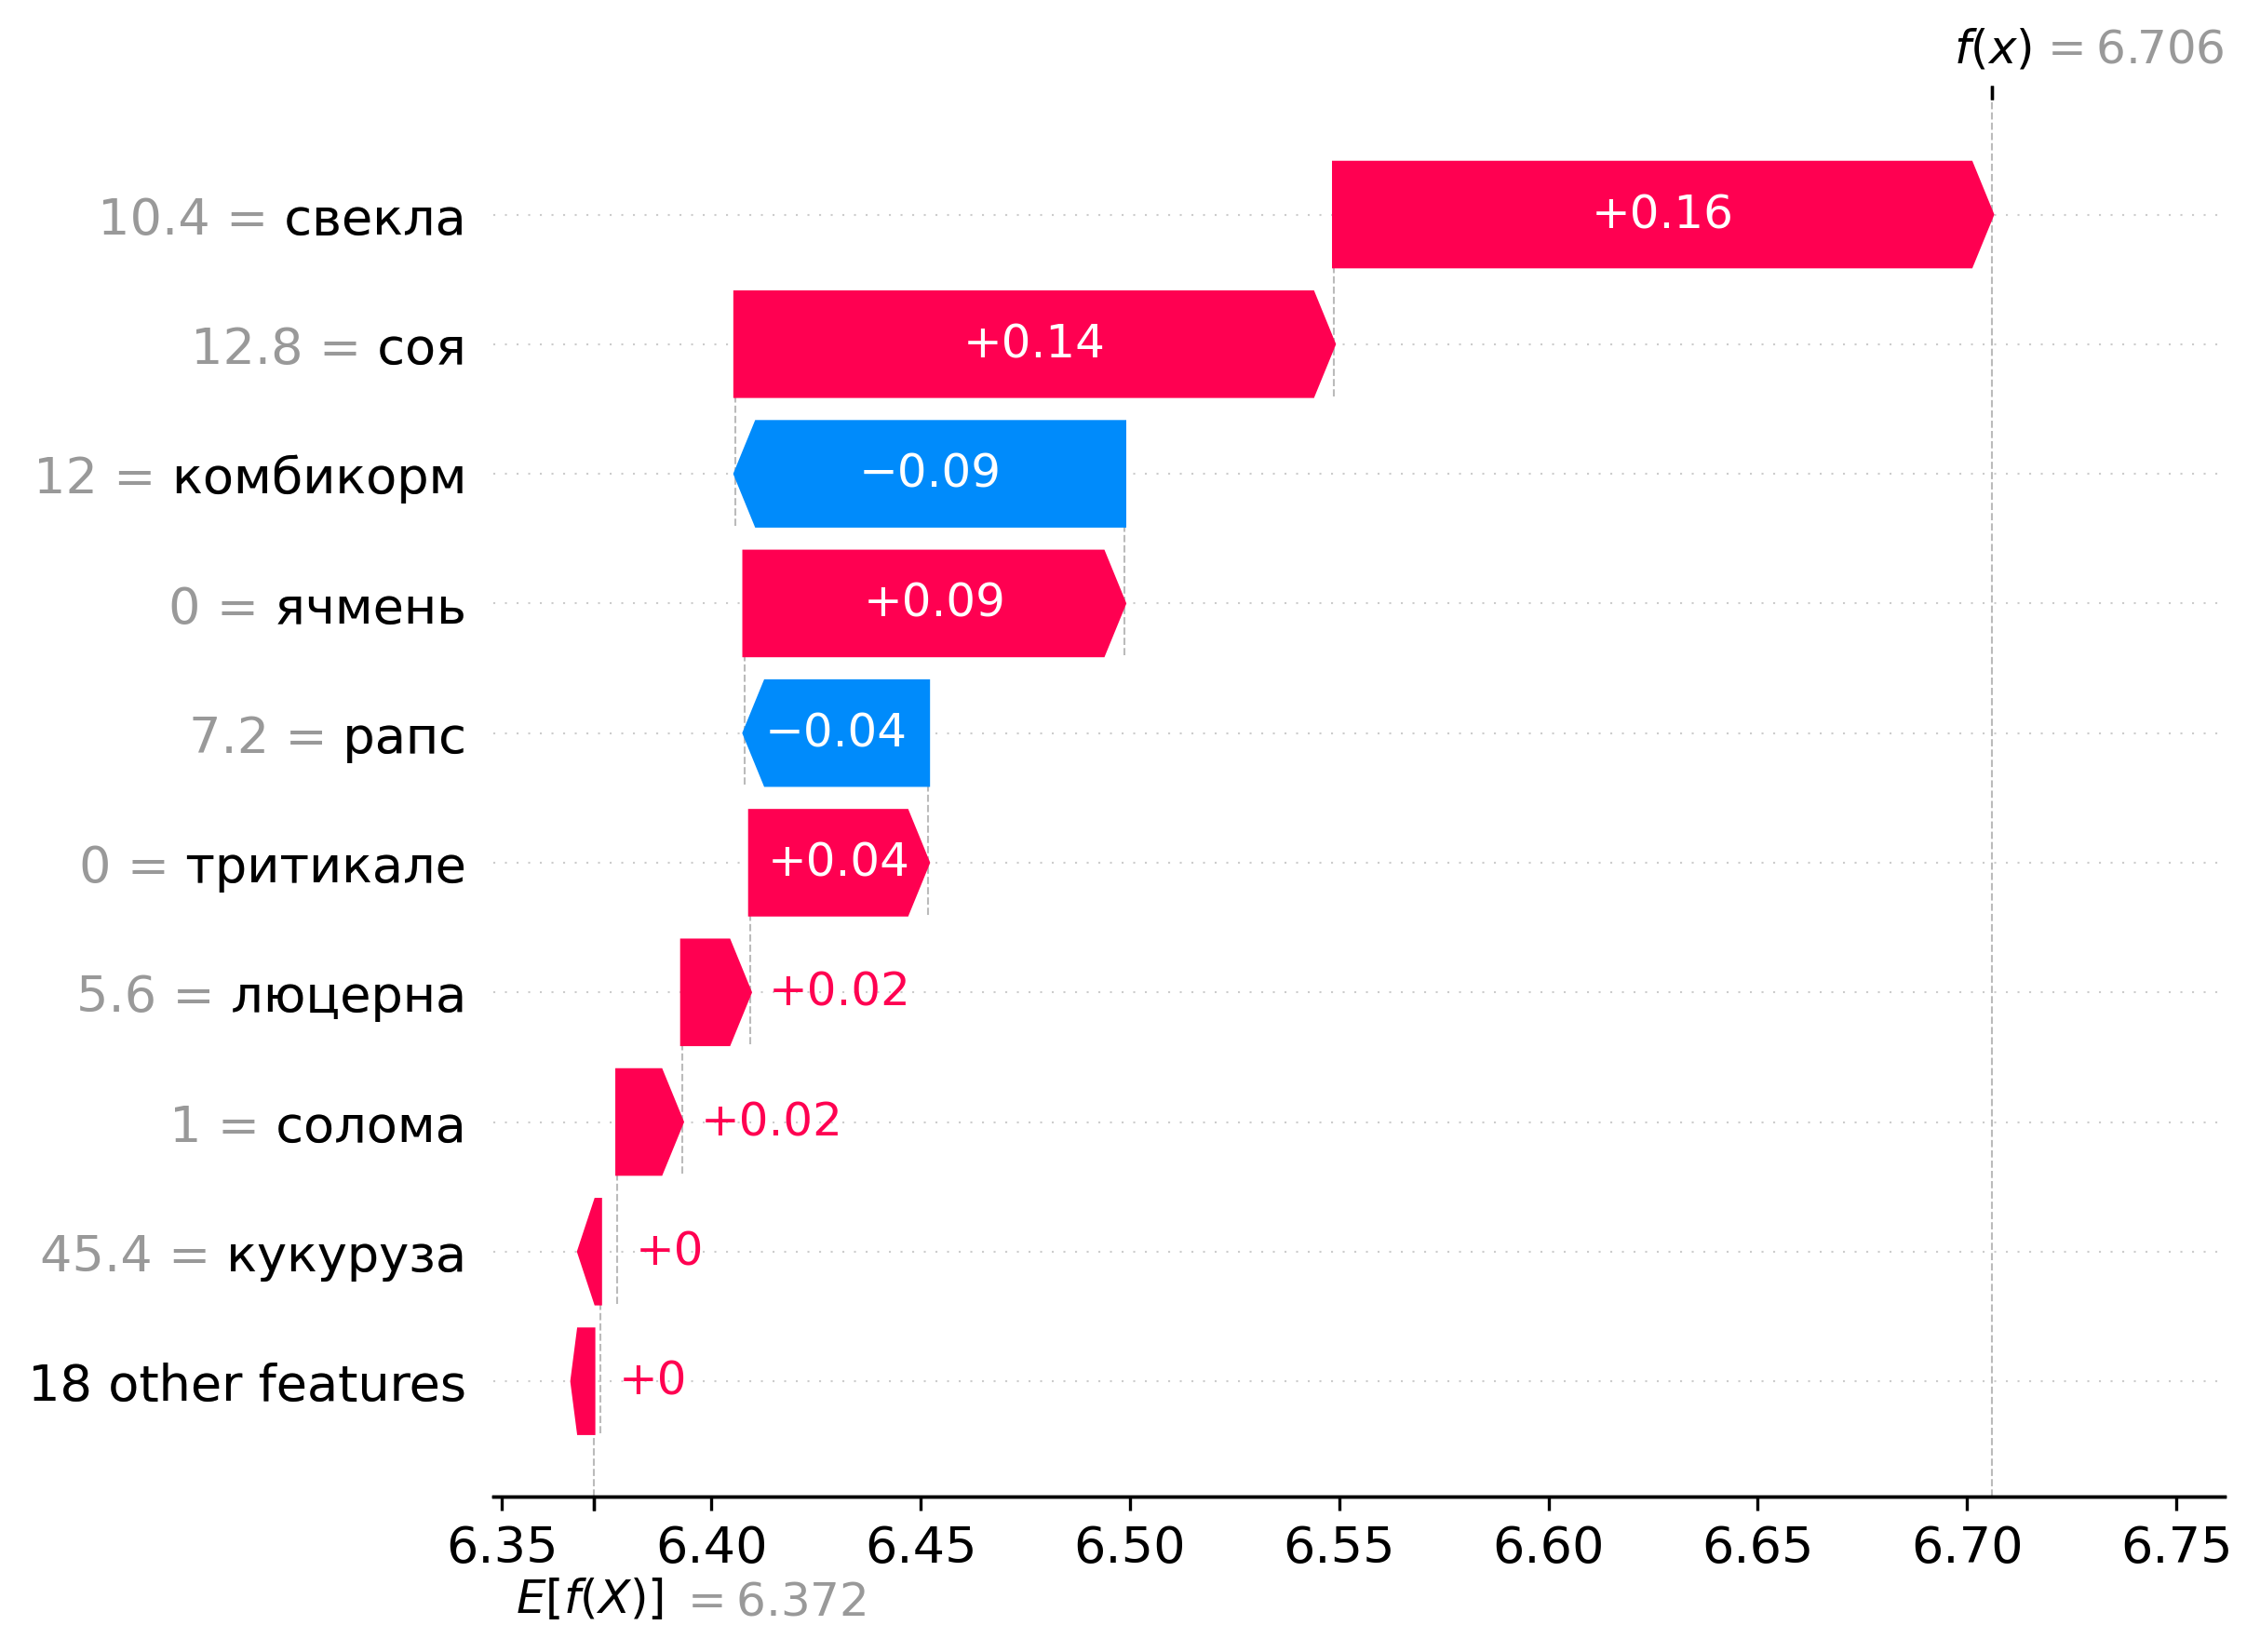 f(x) = 6.706
10.4 = свекла
+0.16
12.8 = соя
+0.14
12 = комбикорм
−0.09
0 = ячмень
+0.09
7.2 = рапс
−0.04
0 = тритикале
+0.04
5.6 = люцерна
+0.02
1 = солома
+0.02
45.4 = кукуруза
+0
18 other features
+0
6.35 6.40 6.45 6.50 6.55 6.60 6.65 6.70 6.75
E[f(X)] = 6.372